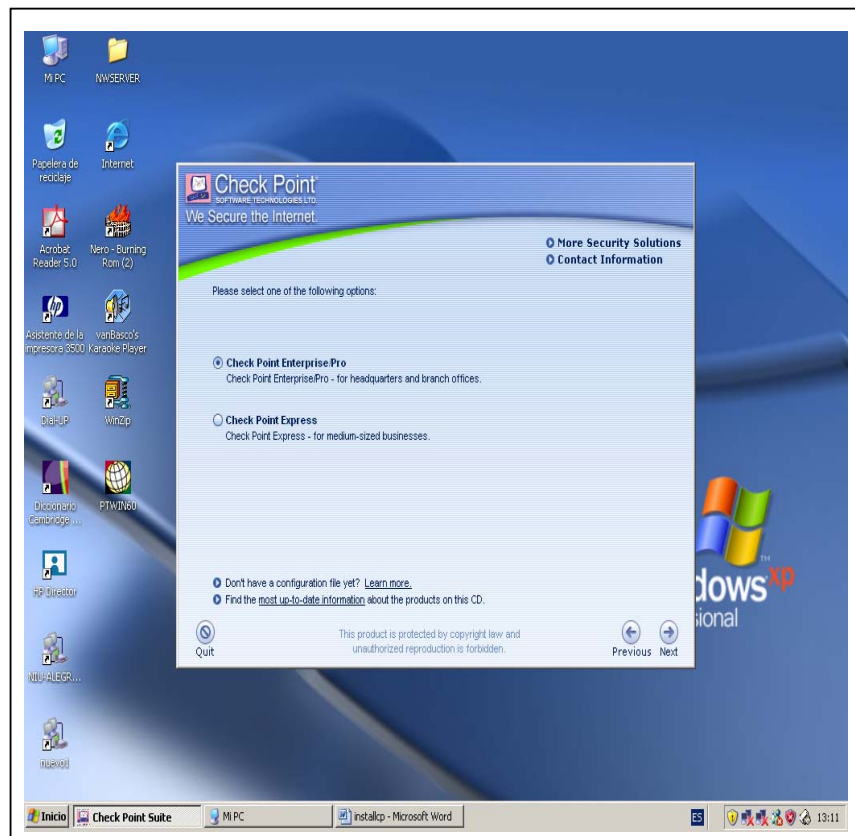 Mi PC
NWSERVER
Papelera de
reciclaje
Internet
Acrobat
Reader 5.0
Nero - Burning
Rom (2)
Asistente de la
impresora 3500
vanBasco's
Karaoke Player
Dial-UP
WinZip
Diccionario
Cambridge ...
PTWIN60
HP Director
NIU-ALEGR...
nuevo1
Check Point
SOFTWARE TECHNOLOGIES LTD.
We Secure the Internet.
More Security Solutions
Contact Information
Please select one of the following options:
Check Point Enterprise/Pro
Check Point Enterprise/Pro - for headquarters and branch offices.
Check Point Express
Check Point Express - for medium-sized businesses.
Don't have a configuration file yet? Learn more.
Find the most up-to-date information about the products on this CD.
Quit
This product is protected by copyright law and
unauthorized reproduction is forbidden.
Previous
Next
dows xp
sional
Inicio
Check Point Suite
Mi PC
installcp - Microsoft Word
ES
13:11